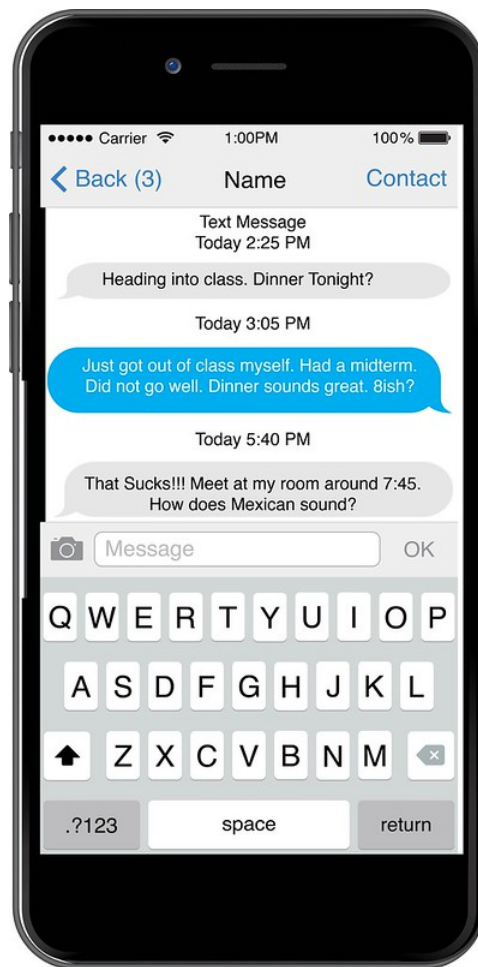 Carrier 1:00PM 100%
Back (3) Name Contact
Text Message
Today 2:25 PM
Heading into class. Dinner Tonight?
Today 3:05 PM
Just got out of class myself. Had a midterm.
Did not go well. Dinner sounds great. 8ish?
Today 5:40 PM
That Sucks!!! Meet at my room around 7:45.
How does Mexican sound?
Message OK
Q W E R T Y U I O P
A S D F G H J K L
Z X C V B N M
.?123 space return